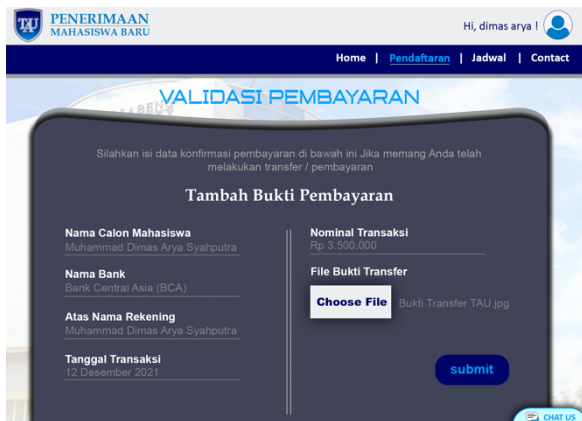 TAU
PENERIMAAN
MAHASISWA BARU
Hi, dimas arya !
Home | Pendaftaran | Jadwal | Contact
VALIDASI PEMBAYARAN
Silahkan isi data konfirmasi pembayaran di bawah ini Jika memang Anda telah
melakukan transfer / pembayaran
Tambah Bukti Pembayaran
Nama Calon Mahasiswa
Muhammad Dimas Arya Syahputra
Nama Bank
Bank Central Asia (BCA)
Atas Nama Rekening
Muhammad Dimas Arya Syahputra
Tanggal Transaksi
12 Desember 2021
Nominal Transaksi
Rp 3.500.000
File Bukti Transfer
Choose File Bukti Transfer TAU.jpg
submit
CHAT US